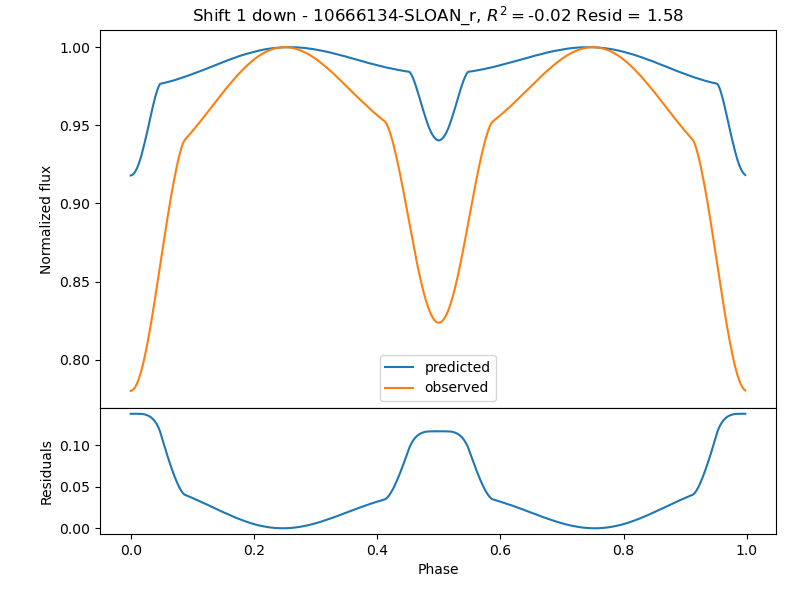 Shift 1 down - 10666134-SLOAN_r, R² = -0.02 Resid = 1.58
1.00
0.95
0.90
0.85
0.80
Normalized flux
predicted
observed
0.10
0.05
0.00
Residuals
0.0 0.2 0.4 0.6 0.8 1.0
Phase